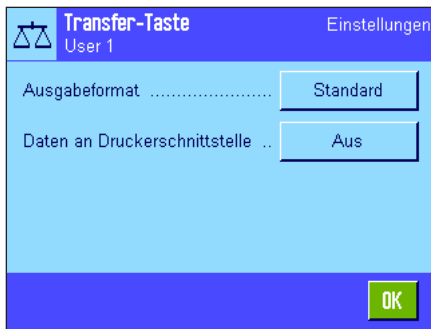 Transfer-Taste
Einstellungen
User 1
Ausgabeformat ....................... Standard
Daten an Druckerschnittstelle .. Aus
OK